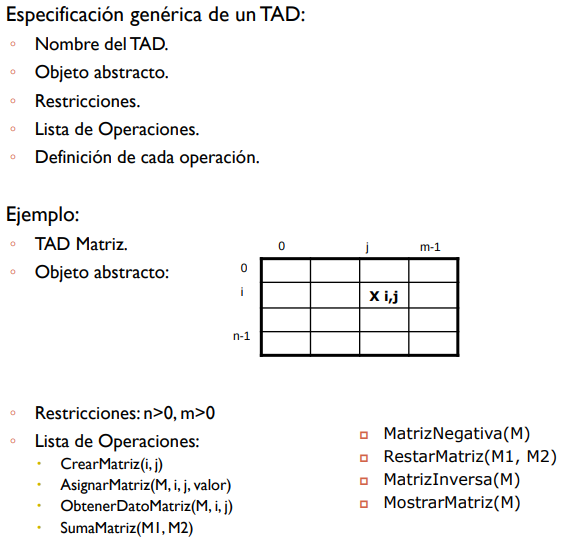 Especificación genérica de un TAD:
Nombre del TAD.
Objeto abstracto.
Restricciones.
Lista de Operaciones.
Definición de cada operación.
Ejemplo:
TAD Matriz.
Objeto abstracto:
0 j m-1
0
i X i,j
n-1
Restricciones: n>0, m>0
Lista de Operaciones:
CrearMatriz(i, j)
AsignarMatriz(M, i, j, valor)
ObtenerDatoMatriz(M, i, j)
SumaMatriz(M1, M2)
MatrizNegativa(M)
RestarMatriz(M1, M2)
MatrizInversa(M)
MostrarMatriz(M)